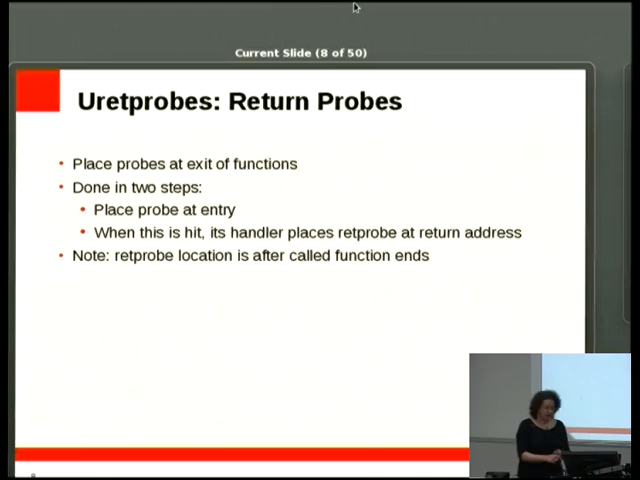 Current Slide (8 of 50)
Uretprobes: Return Probes
• Place probes at exit of functions
• Done in two steps:
• Place probe at entry
• When this is hit, its handler places retprobe at return address
• Note: retprobe location is after called function ends